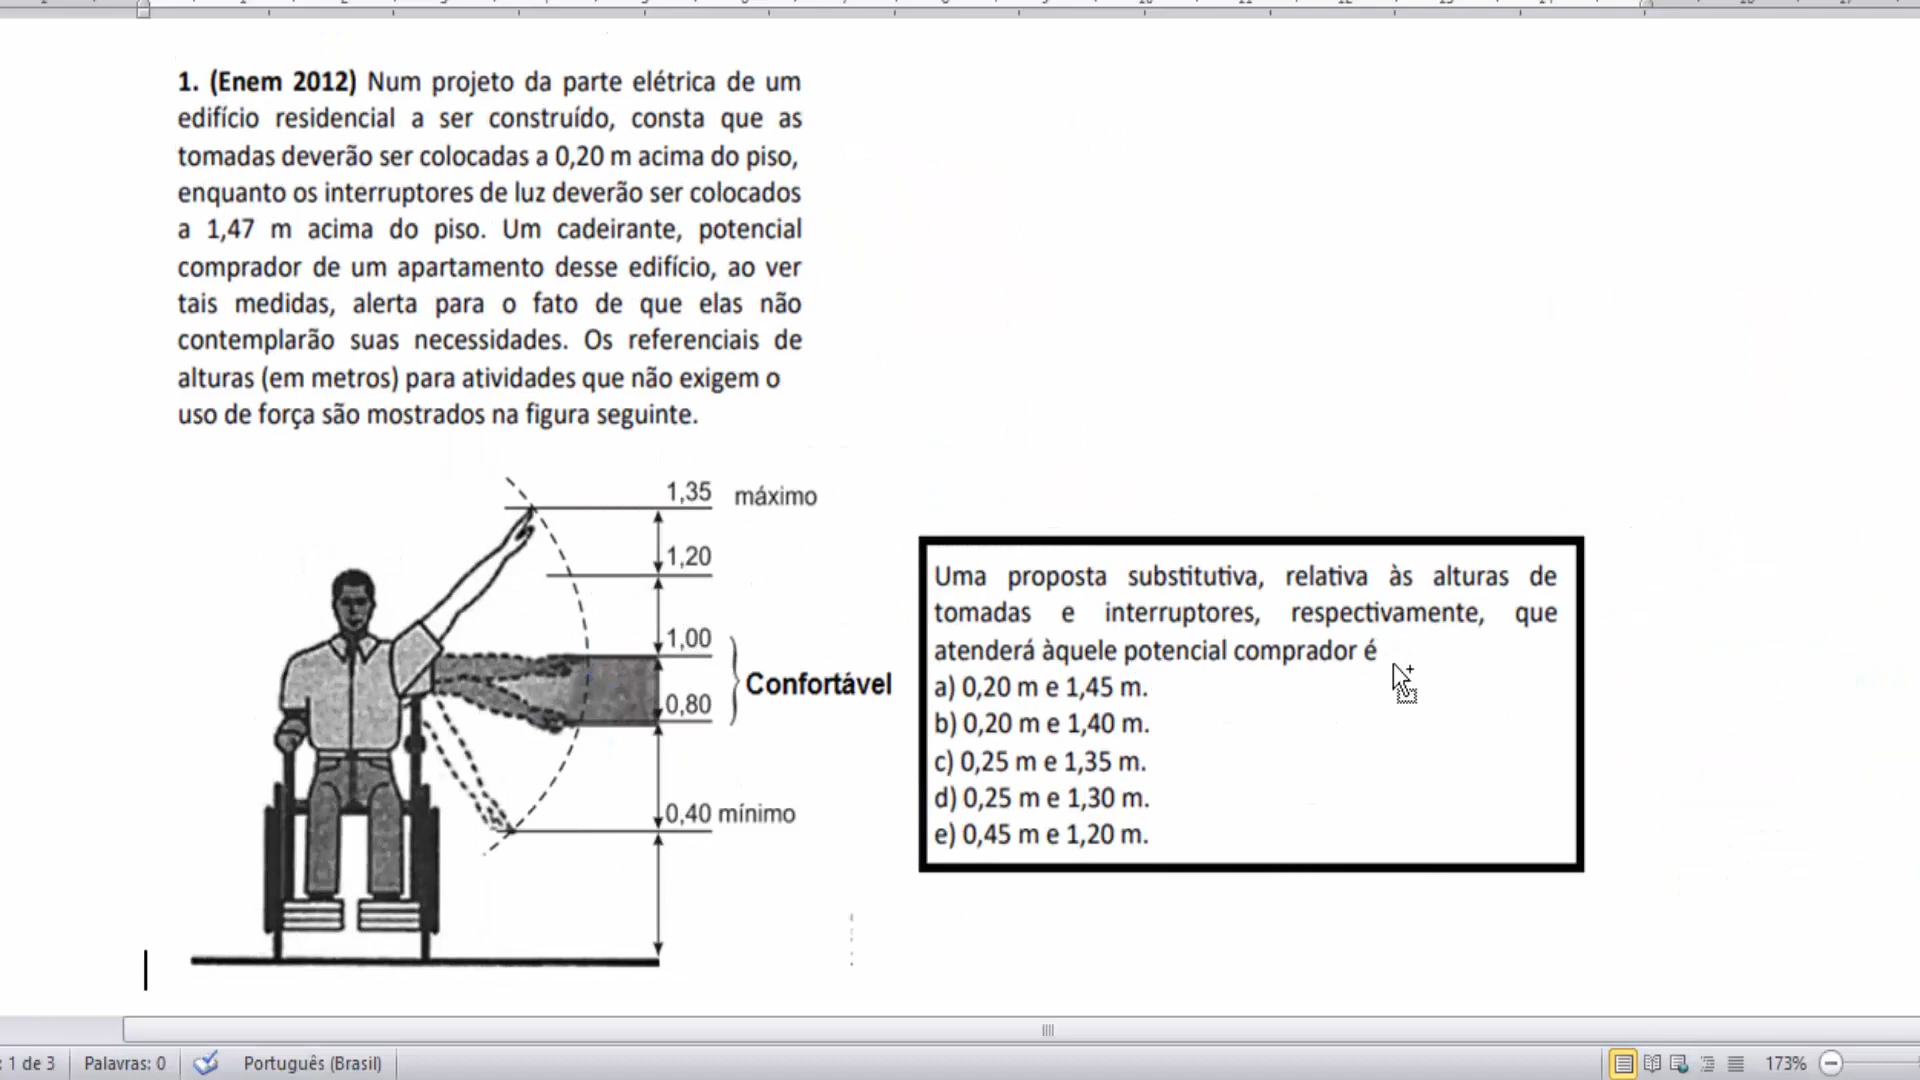 1. (Enem 2012) Num projeto da parte elétrica de um
edifício residencial a ser construído, consta que as
tomadas deverão ser colocadas a 0,20 m acima do piso,
enquanto os interruptores de luz deverão ser colocados
a 1,47 m acima do piso. Um cadeirante, potencial
comprador de um apartamento desse edifício, ao ver
tais medidas, alerta para o fato de que elas não
contemplarão suas necessidades. Os referenciais de
alturas (em metros) para atividades que não exigem o
uso de força são mostrados na figura seguinte.
1,35 máximo
1,20
1,00
Confortável
0,80
0,40 mínimo
Uma proposta substitutiva, relativa às alturas de
tomadas e interruptores, respectivamente, que
atenderá àquele potencial comprador é
a) 0,20 m e 1,45 m.
b) 0,20 m e 1,40 m.
c) 0,25 m e 1,35 m.
d) 0,25 m e 1,30 m.
e) 0,45 m e 1,20 m.
: 1 de 3 Palavras: 0 Português (Brasil) 173%